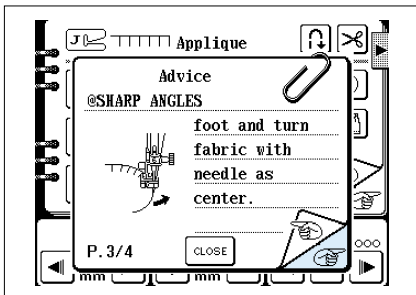 J Applique
Advice
@SHARP ANGLES
foot and turn
fabric with
needle as
center.
P.3/4
CLOSE
mm mm